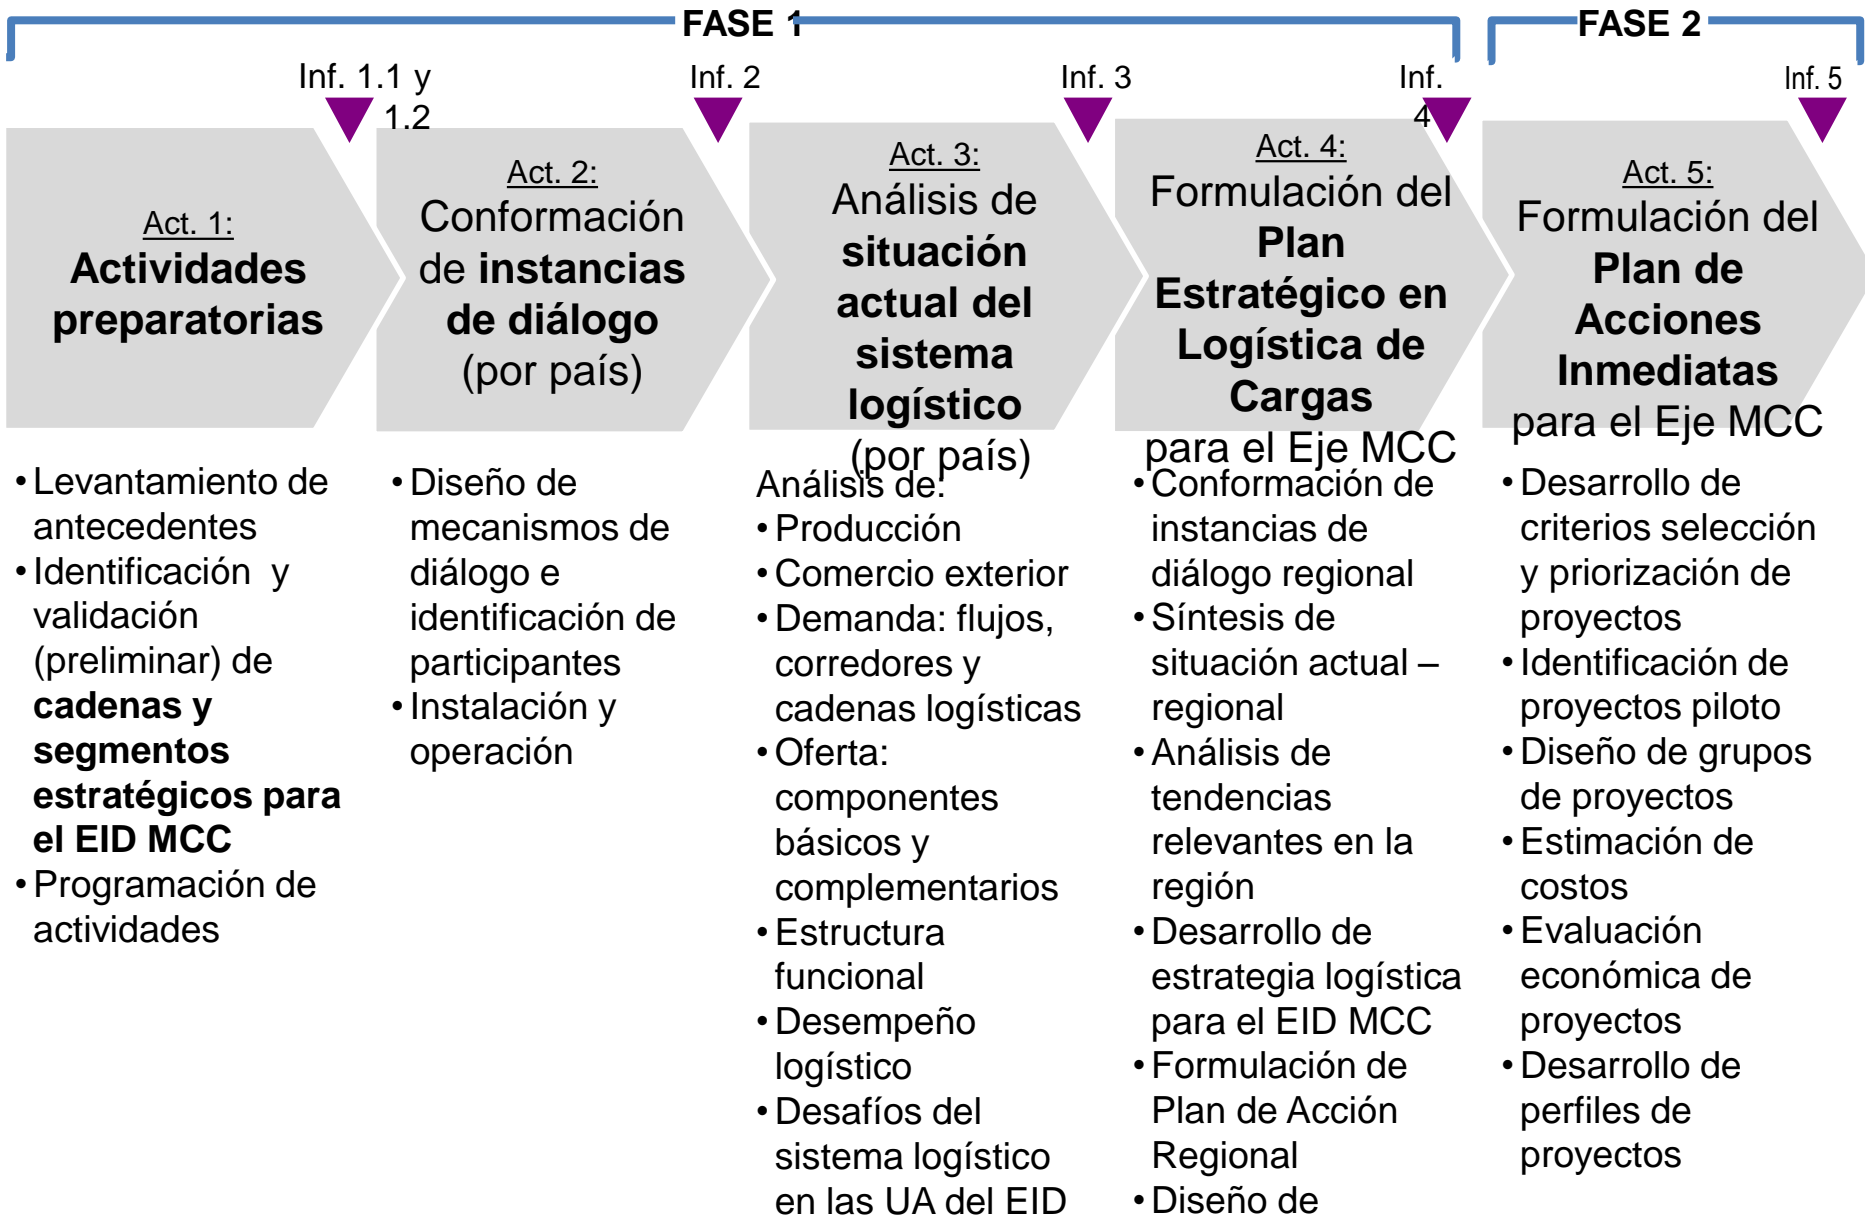 FASE 1
FASE 2
Inf. 1.1 y
1.2
Inf. 2
Inf. 3
Inf.
4
Inf. 5
Act. 1:
Actividades
preparatorias
Act. 2:
Conformación
de instancias
de diálogo
(por país)
Act. 3:
Análisis de
situación
actual del
sistema
logístico
(por país)
Act. 4:
Formulación del
Plan
Estratégico en
Logística de
Cargas
para el Eje MCC
Act. 5:
Formulación del
Plan de
Acciones
Inmediatas
para el Eje MCC
• Levantamiento de
antecedentes
• Identificación y
validación
(preliminar) de
cadenas y
segmentos
estratégicos para
el EID MCC
• Programación de
actividades
• Diseño de
mecanismos de
diálogo e
identificación de
participantes
• Instalación y
operación
Análisis de:
• Producción
• Comercio exterior
• Demanda: flujos,
corredores y
cadenas logísticas
• Oferta:
componentes
básicos y
complementarios
• Estructura
funcional
• Desempeño
logístico
• Desafíos del
sistema logístico
en las UA del EID
• Conformación de
instancias de
diálogo regional
• Síntesis de
situación actual –
regional
• Análisis de
tendencias
relevantes en la
región
• Desarrollo de
estrategia logística
para el EID MCC
• Formulación de
Plan de Acción
Regional
• Diseño de
• Desarrollo de
criterios selección
y priorización de
proyectos
• Identificación de
proyectos piloto
• Diseño de grupos
de proyectos
• Estimación de
costos
• Evaluación
económica de
proyectos
• Desarrollo de
perfiles de
proyectos